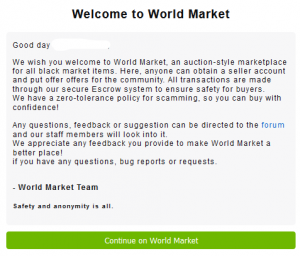 Welcome to World Market
Good day
We wish you welcome to World Market, an auction-style marketplace
for all black market items. Here, anyone can obtain a seller account
and put offer offers for the community. All transactions are made
through our secure Escrow system to ensure safety for buyers.
We have a zero-tolerance policy for scamming, so you can buy with
confidence!
Any questions, feedback or suggestion can be directed to the forum
and our staff members will look into it.
We appreciate any feedback you provide to make World Market a
better place!
if you have any questions, bug reports or requests.
- World Market Team
Safety and anonymity is all.
Continue on World Market